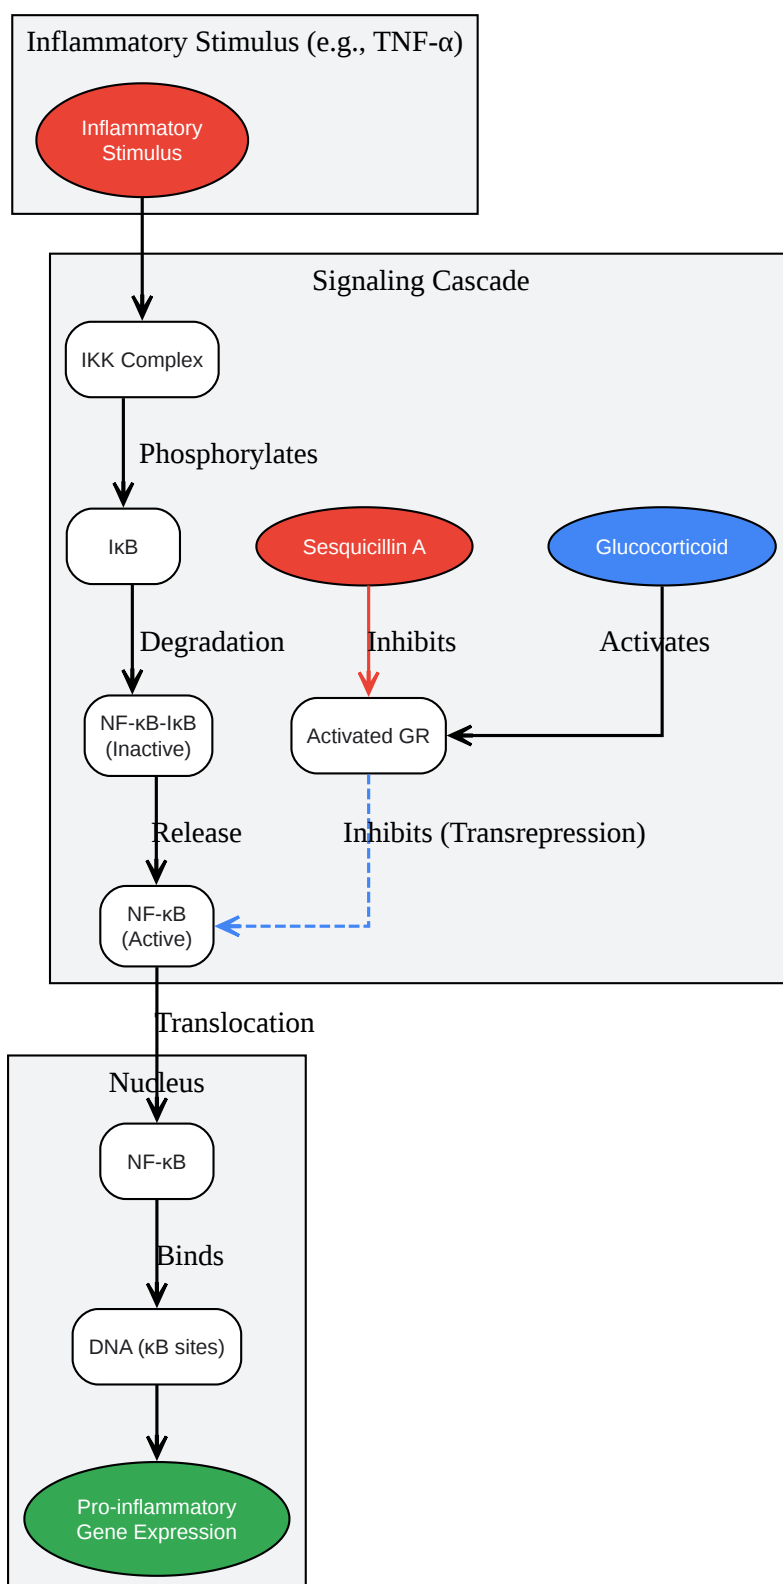 Inflammatory Stimulus (e.g., TNF-α)
Inflammatory
Stimulus
Signaling Cascade
IKK Complex
Phosphorylates
IκB
Sesquicillin A
Glucocorticoid
Degradation
Inhibits
Activates
NF-κB-IκB
(Inactive)
Activated GR
Release
Inhibits (Transrepression)
NF-κB
(Active)
Translocation
Nucleus
NF-κB
Binds
DNA (κB sites)
Pro-inflammatory
Gene Expression